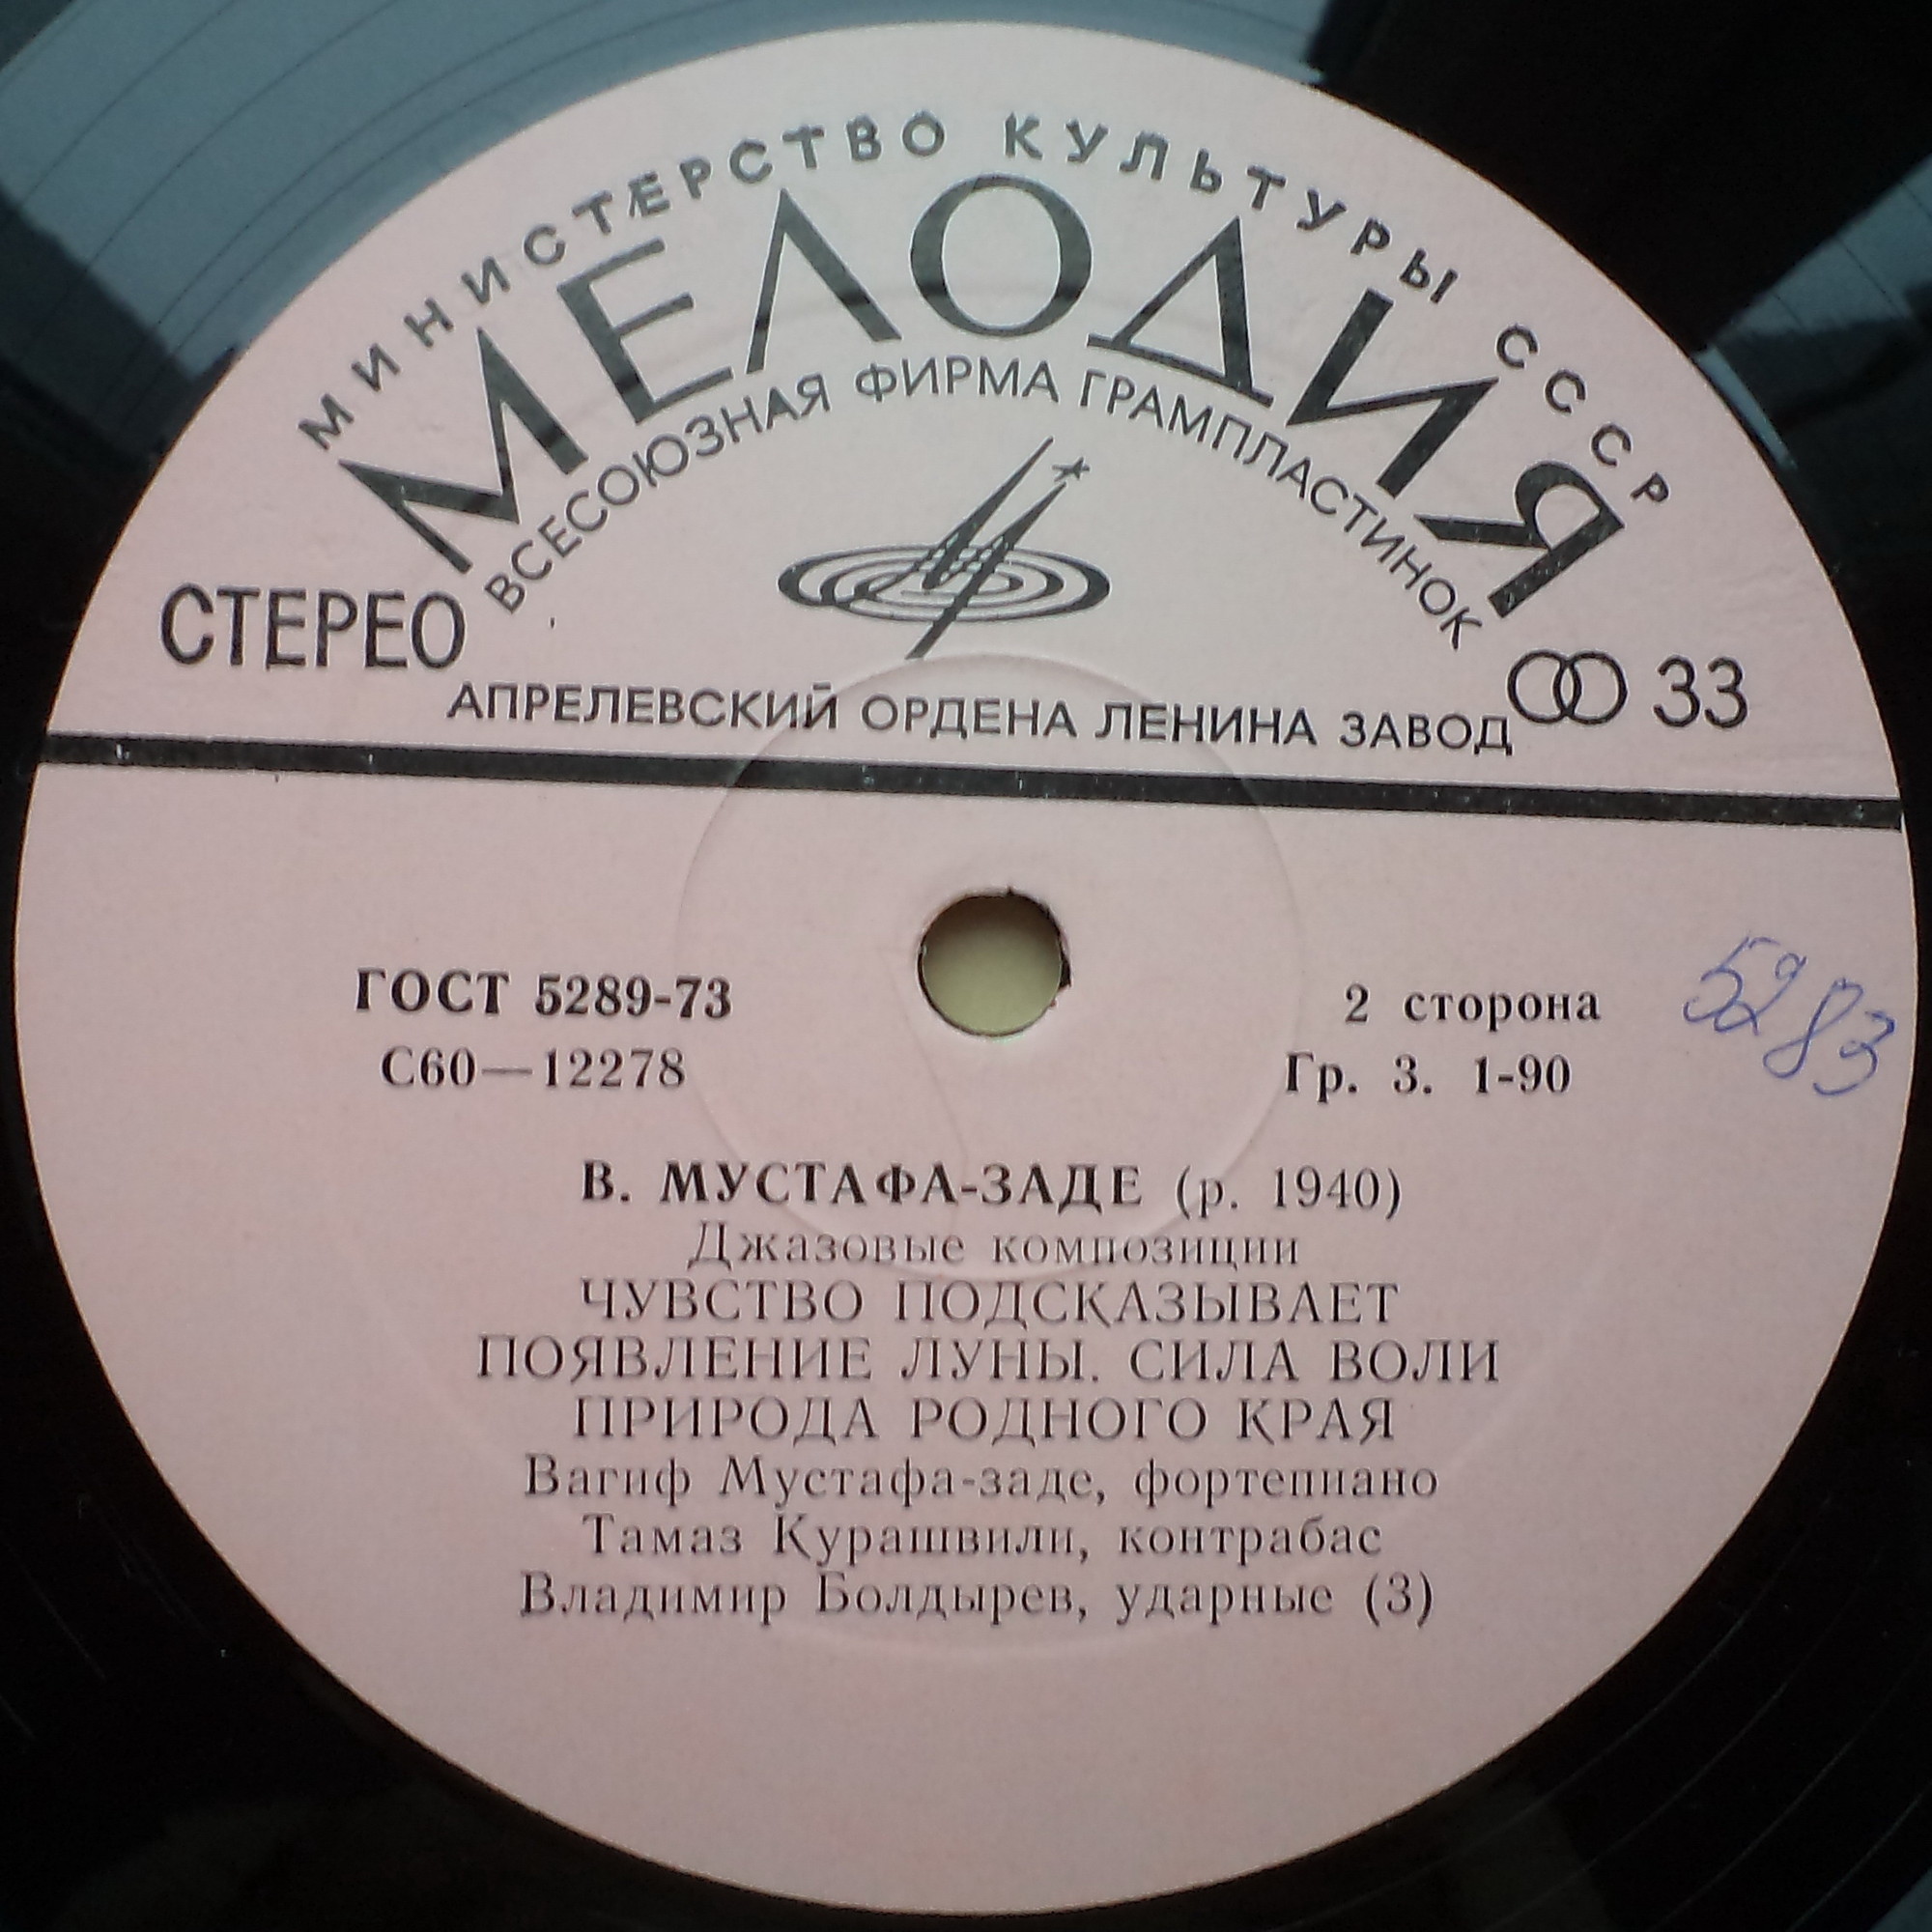 МИНИСТЕРСТВО КУЛЬТУРЫ СССР
МЕЛОДИЯ
ВСЕСОЮЗНАЯ ФИРМА ГРАМПЛАСТИНОК
СТЕРЕО
33
АПРЕЛЕВСКИЙ ОРДЕНА ЛЕНИНА ЗАВОД
ГОСТ 5289-73
2 сторона
5283
С60—12278
Гр. 3. 1-90
В. МУСТАФА-ЗАДЕ (р. 1940)
Джазовые композиции
ЧУВСТВО ПОДСКАЗЫВАЕТ
ПОЯВЛЕНИЕ ЛУНЫ. СИЛА ВОЛИ
ПРИРОДА РОДНОГО КРАЯ
Вагиф Мустафа-заде, фортепиано
Тамаз Курашвили, контрабас
Владимир Болдырев, ударные (3)